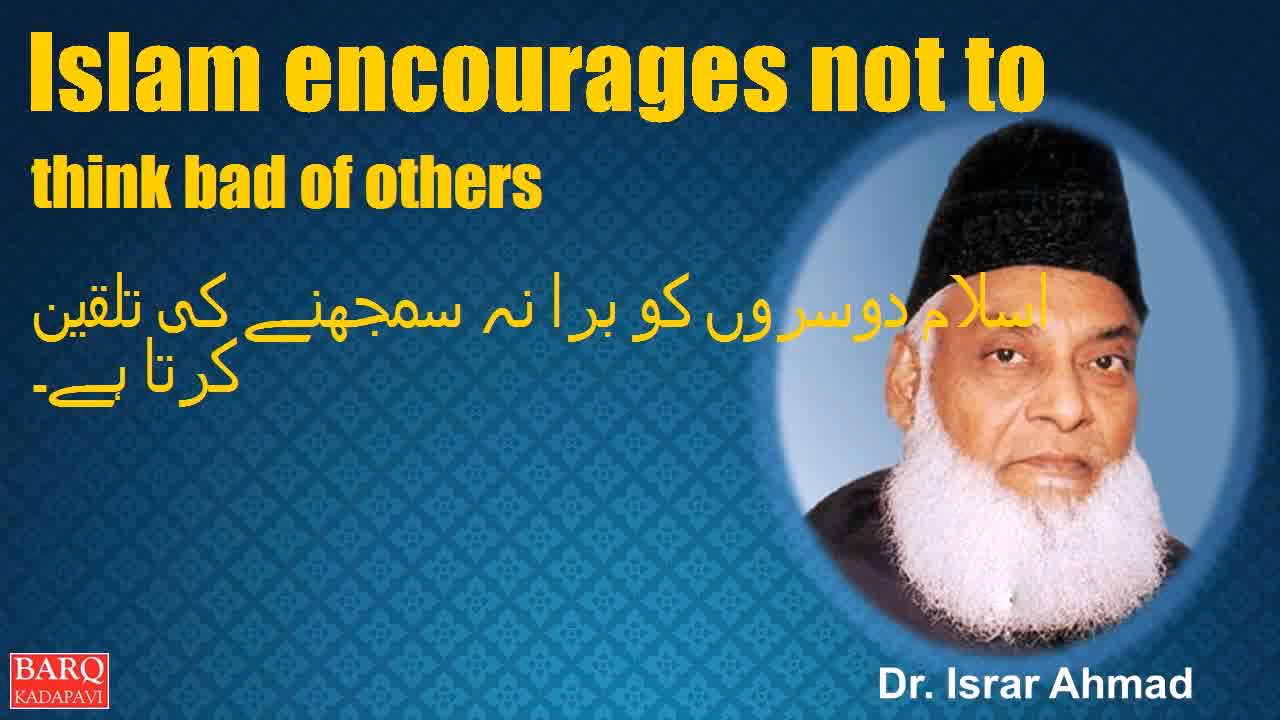 Islam encourages not to
think bad of others
اسلام دوسروں کو برا نہ سمجھنے کی تلقین
کرتا ہے۔
Dr. Israr Ahmad
BARQ
KADAPAVI